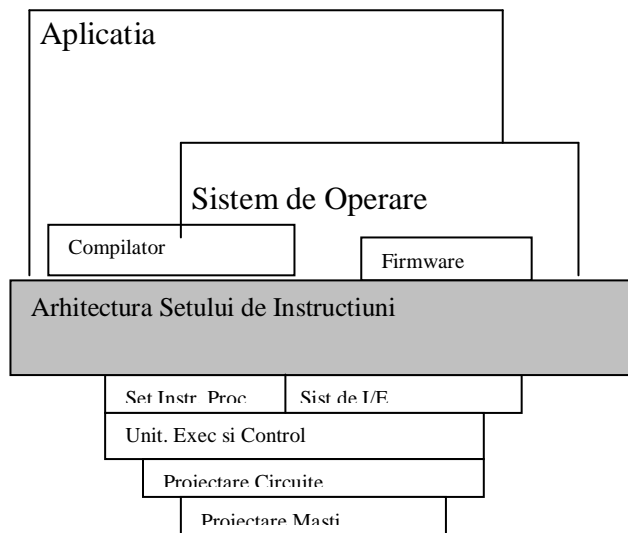 Aplicatia
Sistem de Operare
Compilator
Firmware
Arhitectura Setului de Instructiuni
Set Instr. Proc
Sist de I/E
Unit. Exec si Control
Proiectare Circuite
Proiectare Masti